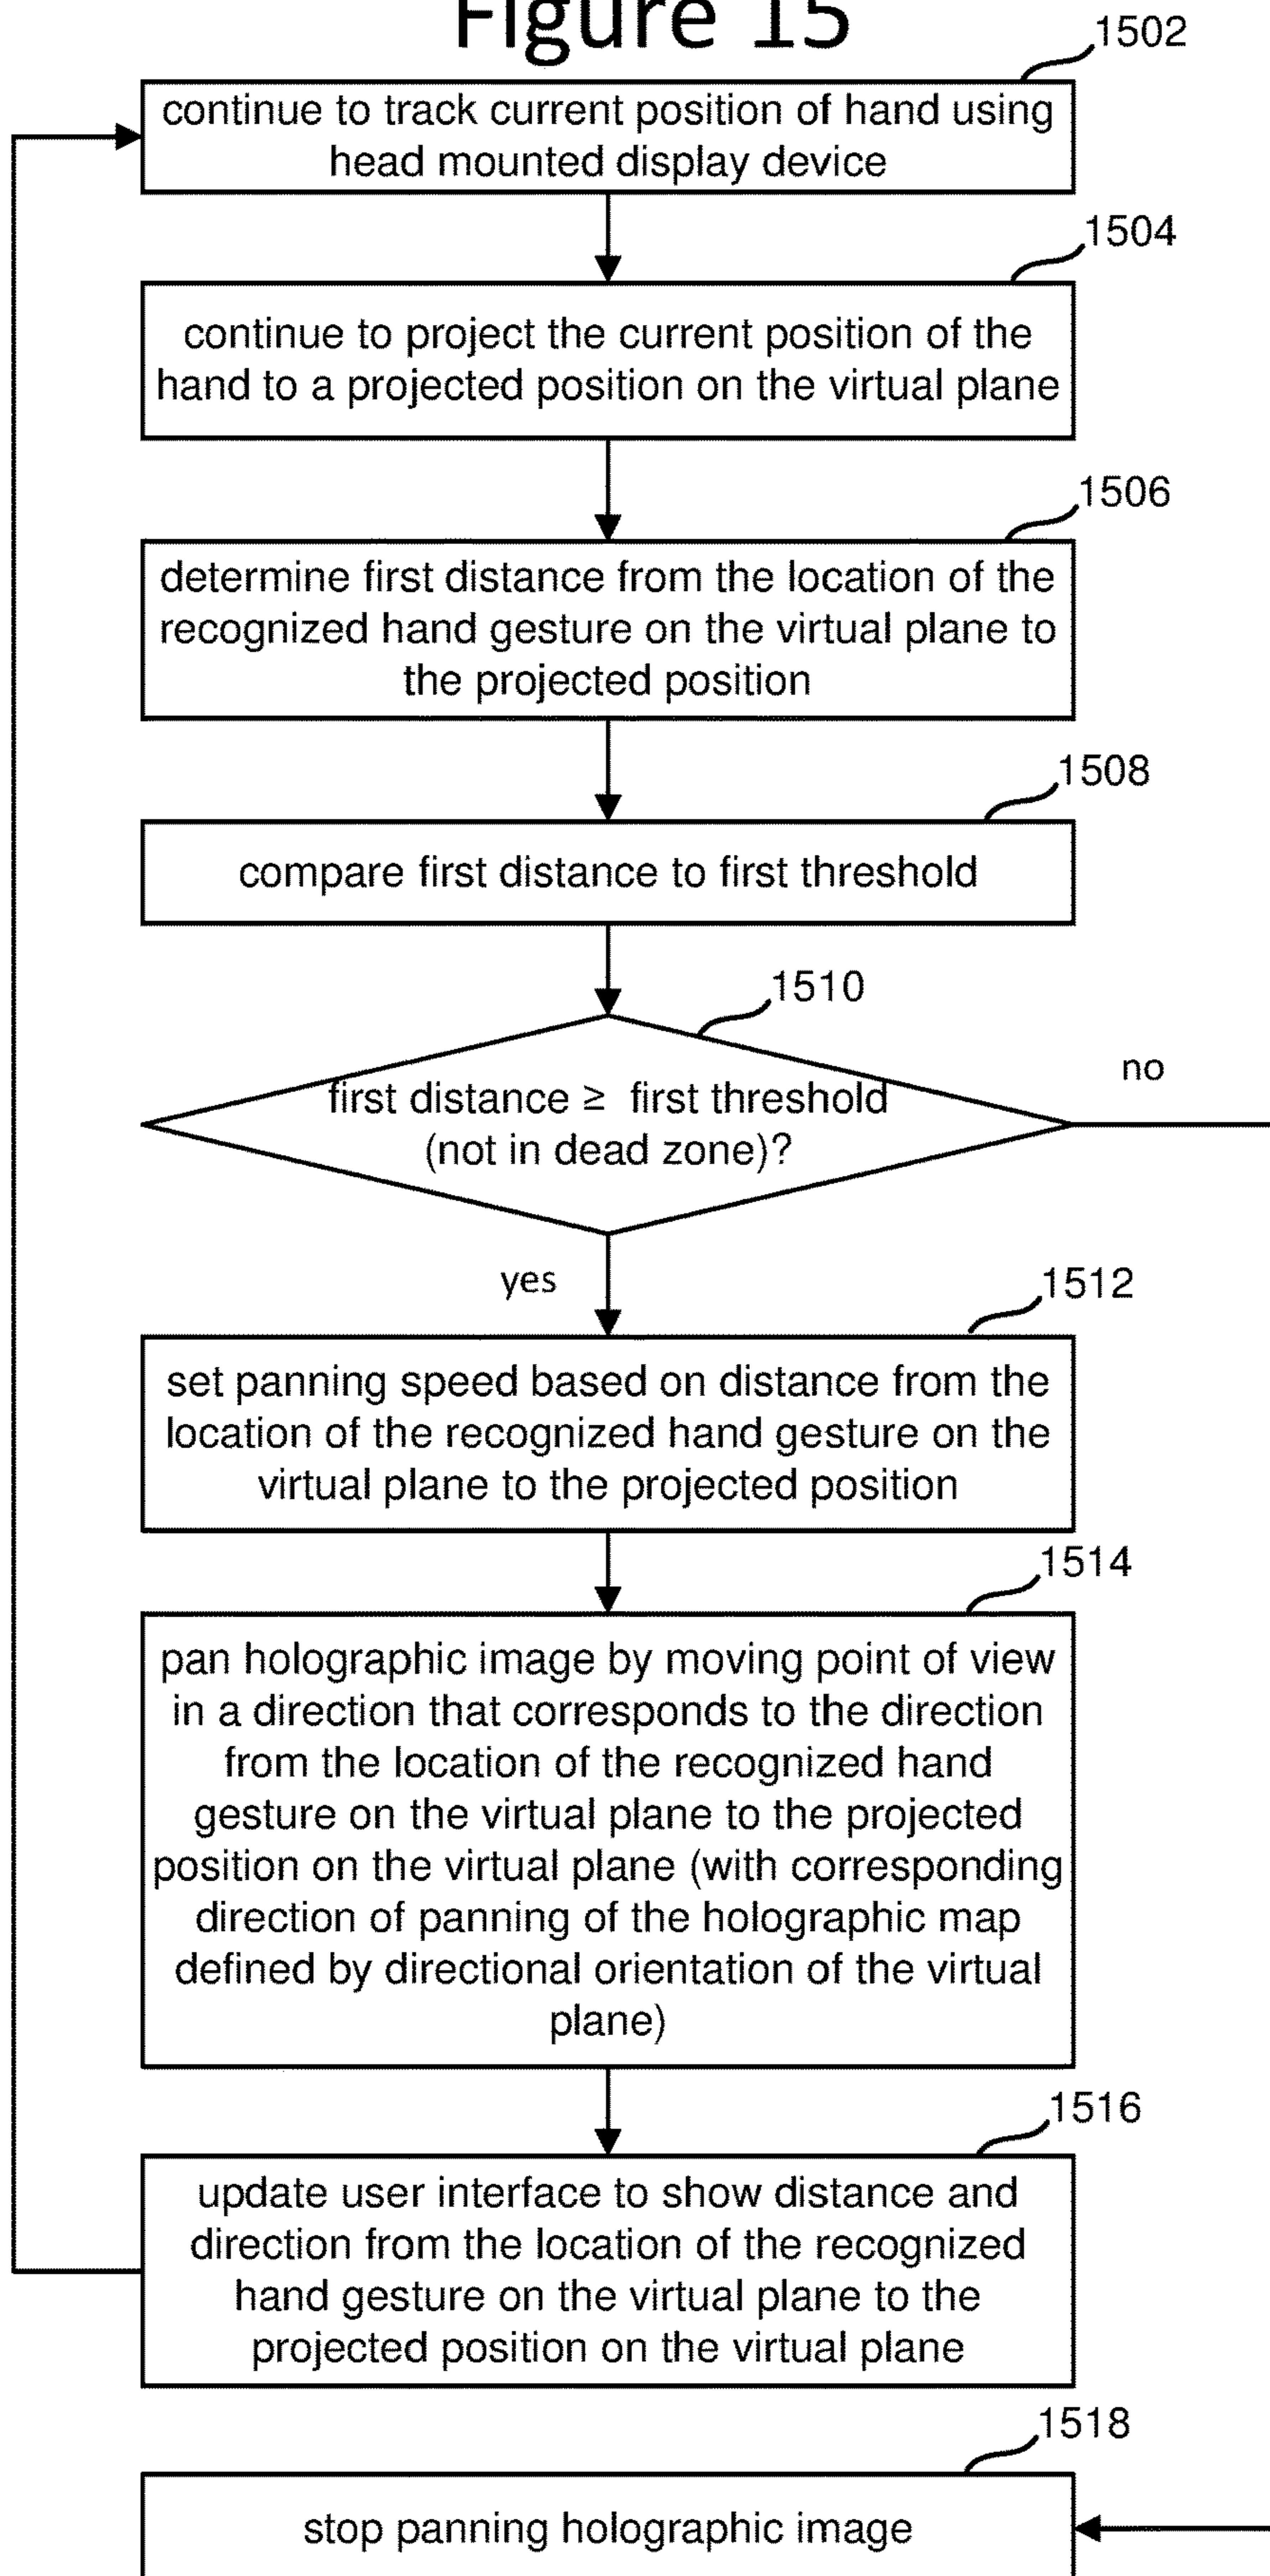 Figure 15
1502
continue to track current position of hand using
head mounted display device
1504
continue to project the current position of the
hand to a projected position on the virtual plane
1506
determine first distance from the location of the
recognized hand gesture on the virtual plane to
the projected position
1508
compare first distance to first threshold
1510
first distance ≥ first threshold
(not in dead zone)?
no
yes
1512
set panning speed based on distance from the
location of the recognized hand gesture on the
virtual plane to the projected position
1514
pan holographic image by moving point of view
in a direction that corresponds to the direction
from the location of the recognized hand
gesture on the virtual plane to the projected
position on the virtual plane (with corresponding
direction of panning of the holographic map
defined by directional orientation of the virtual
plane)
1516
update user interface to show distance and
direction from the location of the recognized
hand gesture on the virtual plane to the
projected position on the virtual plane
1518
stop panning holographic image